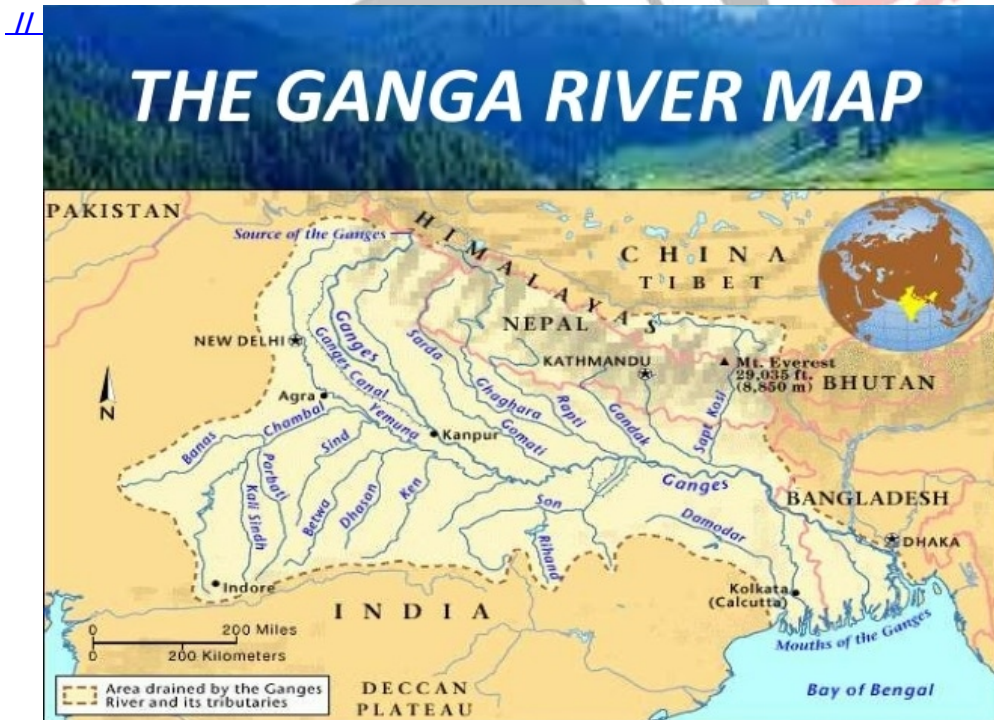 //
THE GANGA RIVER MAP
PAKISTAN
Source of the Ganges
HIMALAYAS
CHINA
TIBET
NEPAL
NEW DELHI
KATHMANDU
Mt. Everest
29,035 ft.
(8,850 m)
BHUTAN
N
Agra
Ganges
Ganges Canal
Sarda
Ghaghara
Rapti
Gandak
Sapt Kosi
Banas
Chambal
Sind
Yemuna
Kanpur
Gomati
Parbati
Kali Sindh
Betwa
Dhasan
Ken
Son
Rihand
Ganges
Damodar
BANGLADESH
DHAKA
Indore
Kolkata
(Calcutta)
INDIA
Mouths of the Ganges
0 200 Miles
0 200 Kilometers
Area drained by the Ganges
River and its tributaries
DECCAN
PLATEAU
Bay of Bengal